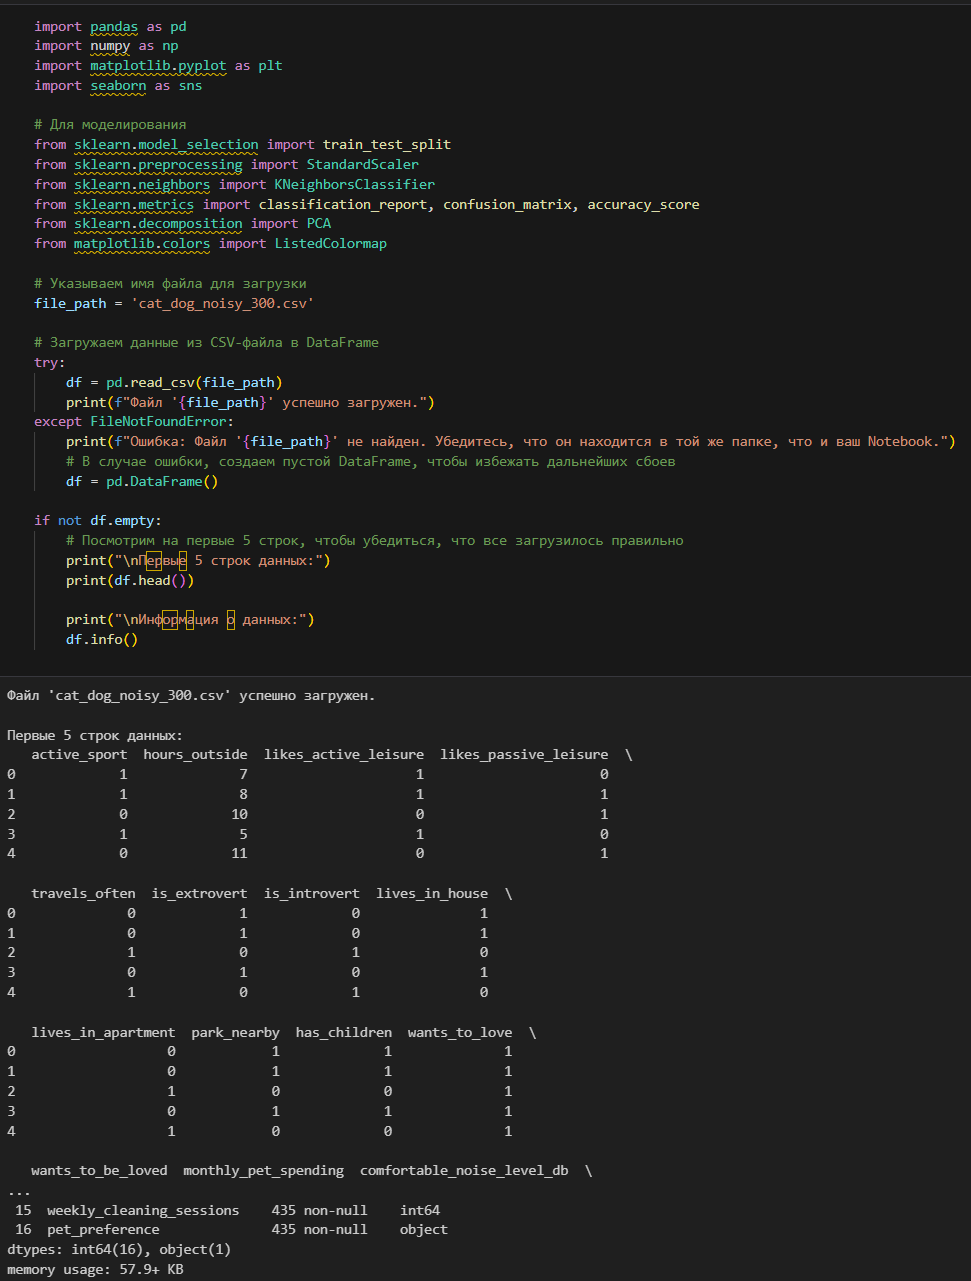 import pandas as pd
import numpy as np
import matplotlib.pyplot as plt
import seaborn as sns

# Для моделирования
from sklearn.model_selection import train_test_split
from sklearn.preprocessing import StandardScaler
from sklearn.neighbors import KNeighborsClassifier
from sklearn.metrics import classification_report, confusion_matrix, accuracy_score
from sklearn.decomposition import PCA
from matplotlib.colors import ListedColormap

# Указываем имя файла для загрузки
file_path = 'cat_dog_noisy_300.csv'

# Загружаем данные из CSV-файла в DataFrame
try:
    df = pd.read_csv(file_path)
    print(f"Файл '{file_path}' успешно загружен.")
except FileNotFoundError:
    print(f"Ошибка: Файл '{file_path}' не найден. Убедитесь, что он находится в той же папке, что и ваш Notebook.")
    # В случае ошибки, создаем пустой DataFrame, чтобы избежать дальнейших сбоев
    df = pd.DataFrame()

if not df.empty:
    # Посмотрим на первые 5 строк, чтобы убедиться, что все загрузилось правильно
    print("\nПервые 5 строк данных:")
    print(df.head())

    print("\nИнформация о данных:")
    df.info()

Файл 'cat_dog_noisy_300.csv' успешно загружен.

Первые 5 строк данных:
   active_sport  hours_outside  likes_active_leisure  likes_passive_leisure  \
0             1              7                     1                      0
1             1              8                     1                      1
2             0             10                     0                      1
3             1              5                     1                      0
4             0             11                     0                      1

   travels_often  is_extrovert  is_introvert  lives_in_house  \
0              0             1             0               1
1              0             1             0               1
2              1             0             1               0
3              0             1             0               1
4              1             0             1               0

   lives_in_apartment  park_nearby  has_children  wants_to_love  \
0                   0            1             1              1
1                   0            1             1              1
2                   1            0             0              1
3                   0            1             1              1
4                   1            0             0              1

   wants_to_be_loved  monthly_pet_spending  comfortable_noise_level_db  \
...
 15  weekly_cleaning_sessions    435 non-null    int64
 16  pet_preference              435 non-null    object
dtypes: int64(16), object(1)
memory usage: 57.9+ KB